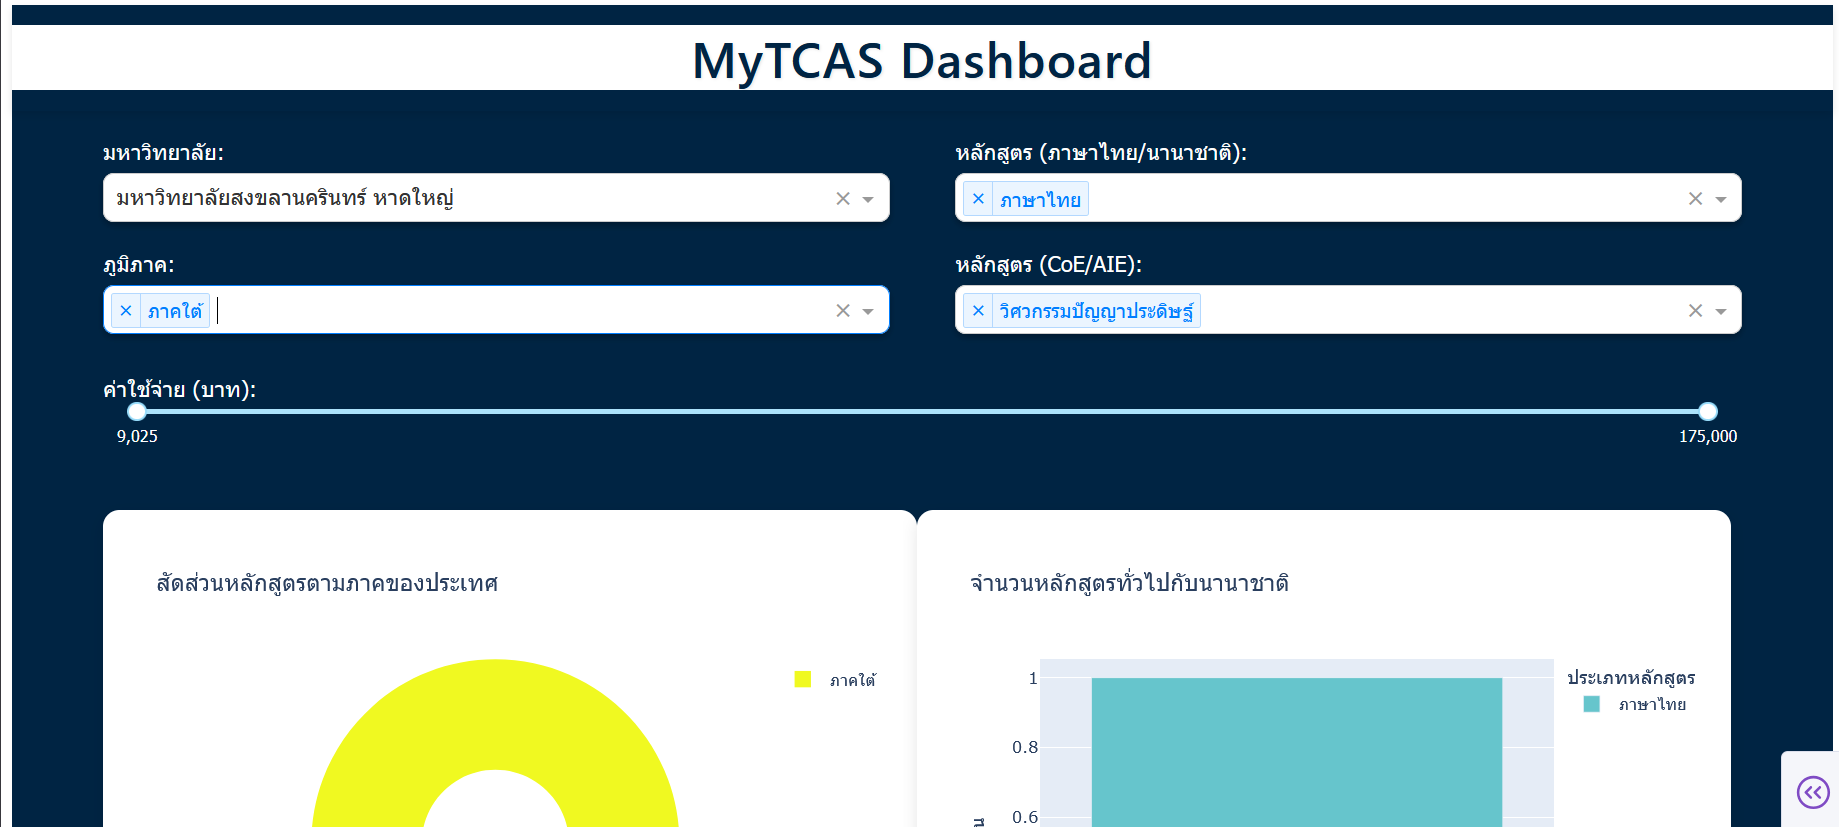 MyTCAS Dashboard
มหาวิทยาลัย:
มหาวิทยาลัยสงขลานครินทร์ หาดใหญ่
หลักสูตร (ภาษาไทย/นานาชาติ):
× ภาษาไทย
ภูมิภาค:
× ภาคใต้
หลักสูตร (CoE/AIE):
× วิศวกรรมปัญญาประดิษฐ์
ค่าใช้จ่าย (บาท):
9,025
175,000
สัดส่วนหลักสูตรตามภาคของประเทศ
ภาคใต้
จำนวนหลักสูตรทั่วไปกับนานาชาติ
1
0.8
0.6
ประเภทหลักสูตร
ภาษาไทย